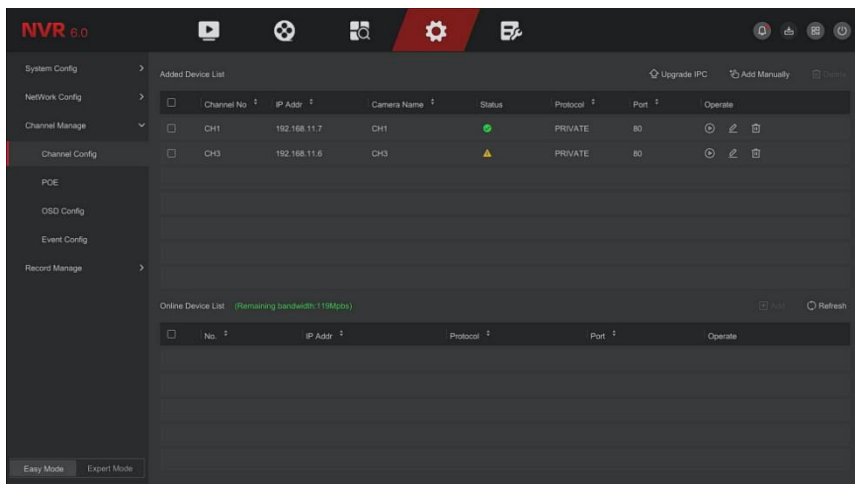 NVR 6.0
System Config
NetWork Config
Channel Manage
Channel Config
POE
OSD Config
Event Config
Record Manage
Easy Mode Expert Mode
Added Device List Upgrade IPC Add Manually Delete
Channel No IP Addr Camera Name Status Protocol Port Operate
CH1 192.168.11.7 CH1 PRIVATE 80
CH3 192.168.11.6 CH3 PRIVATE 80
Online Device List (Remaining bandwidth:119Mpbs) Add Refresh
No. IP Addr Protocol Port Operate